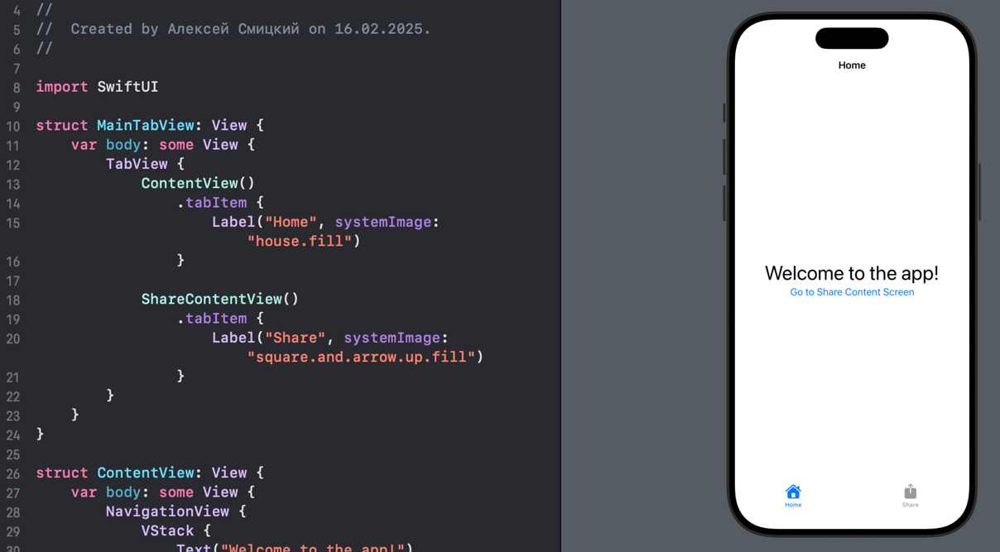 4 //
5 //  Created by Алексей Смицкий on 16.02.2025.
6 //
7
8 import SwiftUI
9
10 struct MainTabView: View {
11     var body: some View {
12         TabView {
13             ContentView()
14                 .tabItem {
15                     Label("Home", systemImage:
                         "house.fill")
16                 }
17
18             ShareContentView()
19                 .tabItem {
20                     Label("Share", systemImage:
                         "square.and.arrow.up.fill")
21                 }
22         }
23     }
24 }
25
26 struct ContentView: View {
27     var body: some View {
28         NavigationView {
29             VStack {
30                 Text("Welcome to the app!")
Home
Welcome to the app!
Go to Share Content Screen
Home
Share